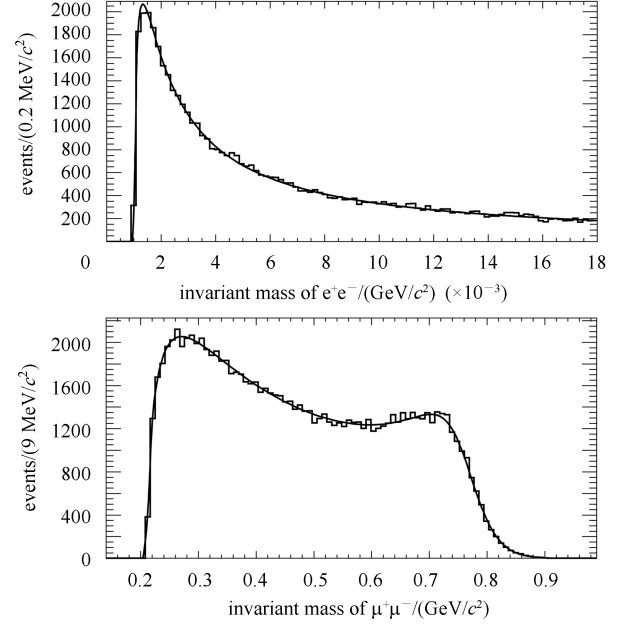 events/(0.2 MeV/c²)
2000
1800
1600
1400
1200
1000
800
600
400
200
0 2 4 6 8 10 12 14 16 18
invariant mass of e⁺e⁻/(GeV/c²) (×10⁻³)
events/(9 MeV/c²)
2000
1600
1200
800
400
0
0.2 0.3 0.4 0.5 0.6 0.7 0.8 0.9
invariant mass of μ⁺μ⁻/(GeV/c²)